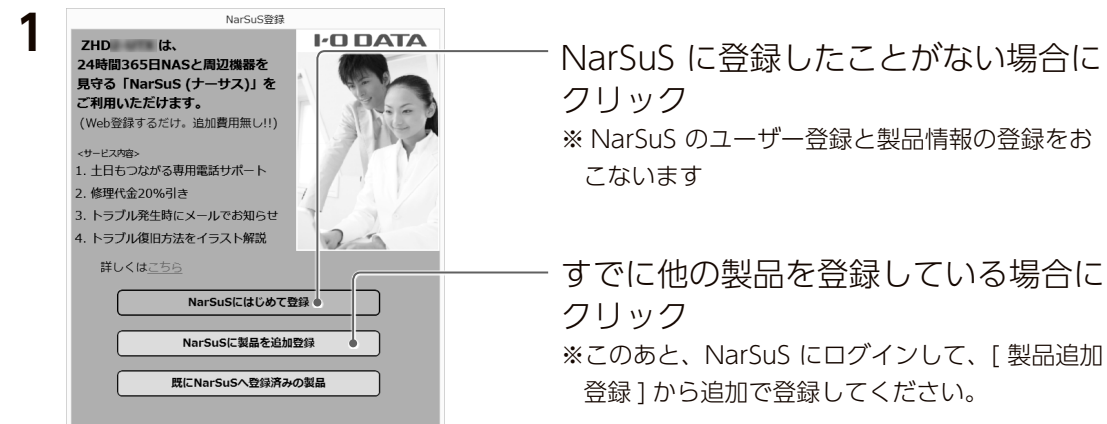 1
NarSuS登録
I-O DATA
ZHD は、
24時間365日NASと周辺機器を
見守る「NarSuS (ナーサス)」を
ご利用いただけます。
(Web登録するだけ。追加費用無し!!)
<サービス内容>
1. 土日もつながる専用電話サポート
2. 修理代金20%引き
3. トラブル発生時にメールでお知らせ
4. トラブル復旧方法をイラスト解説
詳しくはこちら
NarSuSにはじめて登録
NarSuSに製品を追加登録
既にNarSuSへ登録済みの製品
NarSuS に登録したことがない場合に
クリック
※ NarSuS のユーザー登録と製品情報の登録をお
こないます
すでに他の製品を登録している場合に
クリック
※このあと、NarSuS にログインして、[ 製品追加
登録 ] から追加で登録してください。